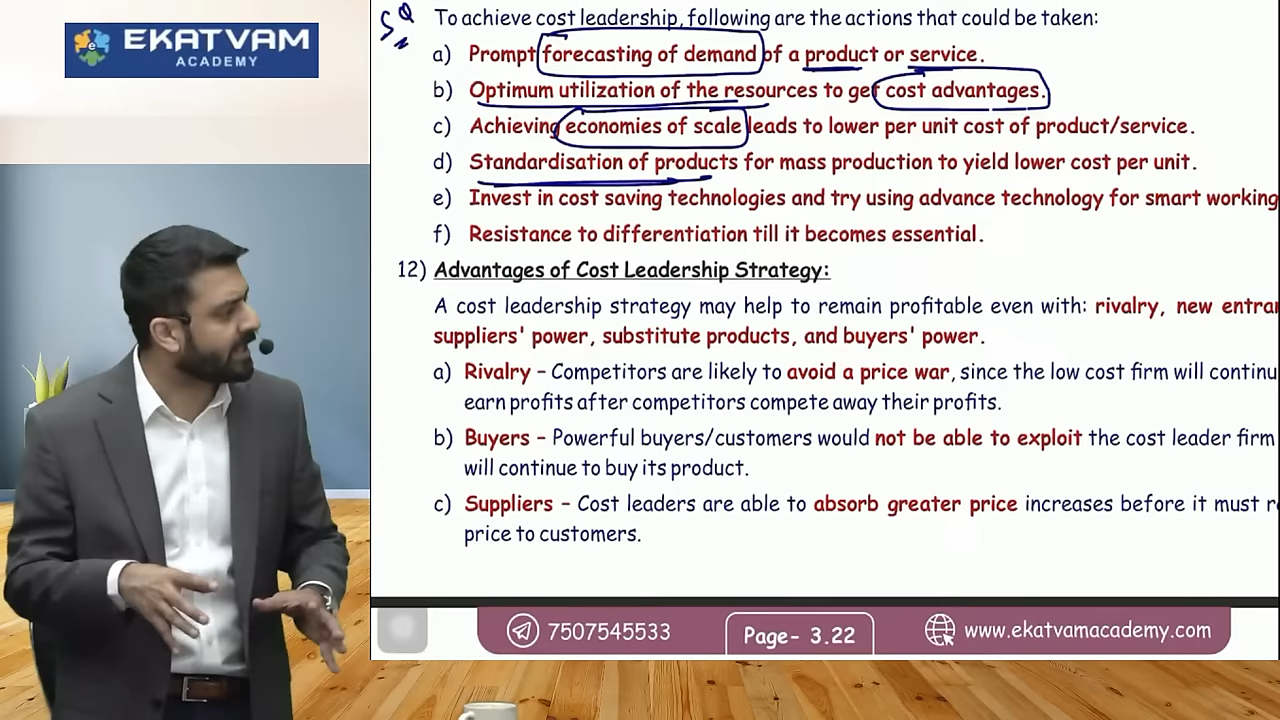 EKATVAM
ACADEMY
SQ
To achieve cost leadership, following are the actions that could be taken:
a) Prompt forecasting of demand of a product or service.
b) Optimum utilization of the resources to get cost advantages.
c) Achieving economies of scale leads to lower per unit cost of product/service.
d) Standardisation of products for mass production to yield lower cost per unit.
e) Invest in cost saving technologies and try using advance technology for smart working
f) Resistance to differentiation till it becomes essential.
12) Advantages of Cost Leadership Strategy:
A cost leadership strategy may help to remain profitable even with: rivalry, new entran
suppliers' power, substitute products, and buyers' power.
a) Rivalry – Competitors are likely to avoid a price war, since the low cost firm will continu
earn profits after competitors compete away their profits.
b) Buyers – Powerful buyers/customers would not be able to exploit the cost leader firm
will continue to buy its product.
c) Suppliers – Cost leaders are able to absorb greater price increases before it must r
price to customers.
7507545533
Page- 3.22
www.ekatvamacademy.com